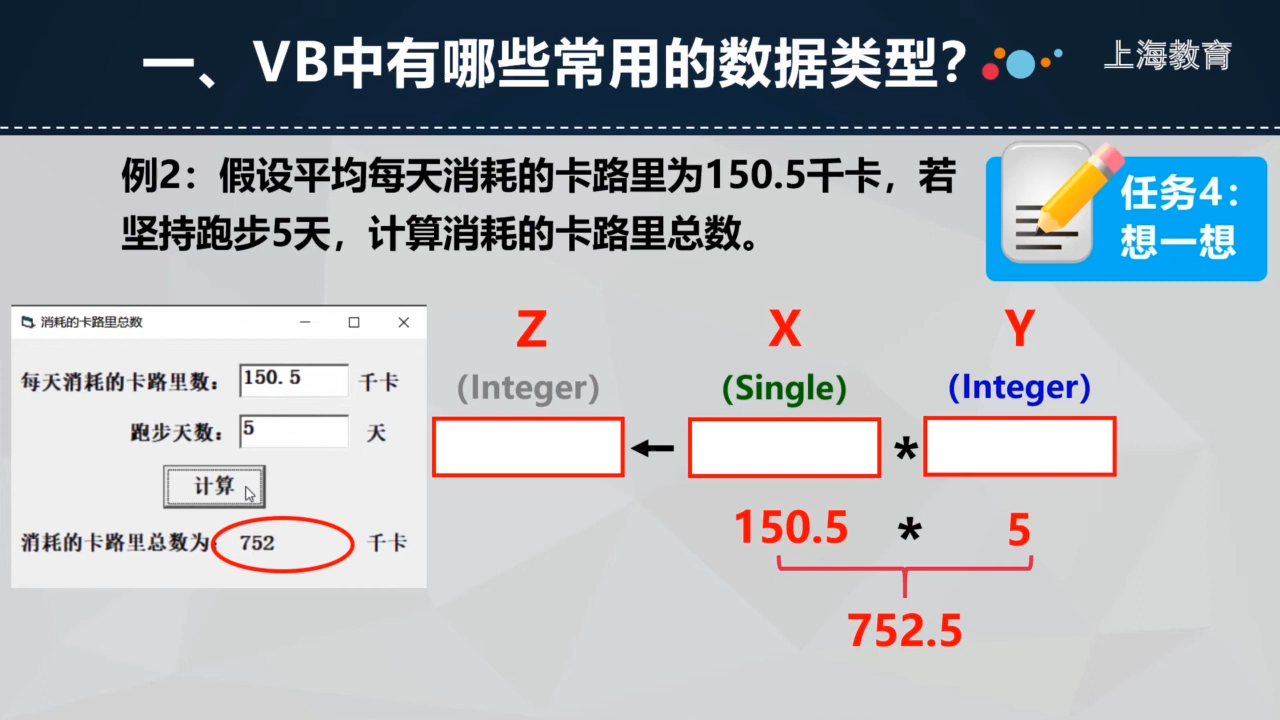 一、VB中有哪些常用的数据类型？
上海教育
例2：假设平均每天消耗的卡路里为150.5千卡，若
坚持跑步5天，计算消耗的卡路里总数。
任务4：
想一想
消耗的卡路里总数
每天消耗的卡路里数： 150.5 千卡
跑步天数： 5 天
计算
消耗的卡路里总数为： 752 千卡
Z X Y
(Integer) (Single) (Integer)
← *
150.5 * 5
752.5